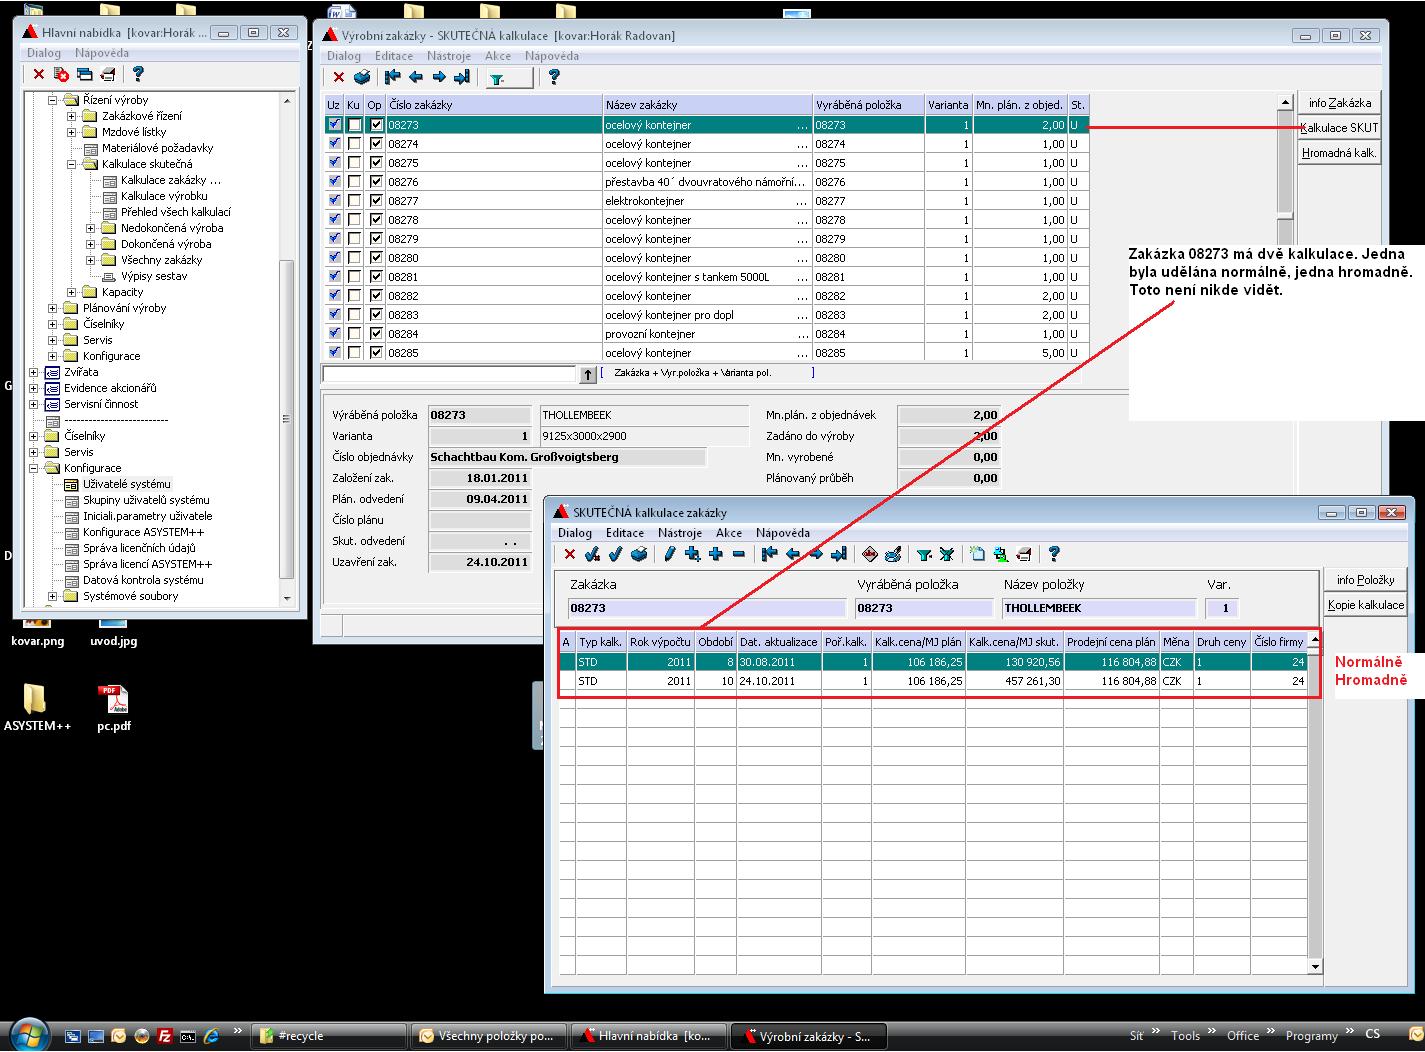 Hlavní nabídka [kovar:Horák ...
Dialog Nápověda
Řízení výroby
Zakázkové řízení
Mzdové lístky
Materiálové požadavky
Kalkulace skutečná
Kalkulace zakázky ...
Kalkulace výrobku
Přehled všech kalkulací
Nedokončená výroba
Dokončená výroba
Všechny zakázky
Výpisy sestav
Kapacity
Plánování výroby
Číselníky
Servis
Konfigurace
Zvířata
Evidence akcionářů
Servisní činnost
--------------------------
Číselníky
Servis
Konfigurace
Uživatelé systému
Skupiny uživatelů systému
Iniciali.parametry uživatele
Konfigurace ASYSTEM++
Správa licenčních údajů
Správa licencí ASYSTEM++
Datová kontrola systému
Systémové soubory
Výrobní zakázky - SKUTEČNÁ kalkulace [kovar:Horák Radovan]
Dialog Editace Nástroje Akce Nápověda
Uz Ku Op Číslo zakázky Název zakázky Vyráběná položka Varianta Mn. plán. z objed. St.
08273 ocelový kontejner ... 08273 1 2,00 U
08274 ocelový kontejner ... 08274 1 1,00 U
08275 ocelový kontejner ... 08275 1 1,00 U
08276 přestavba 40´ dvouvratového námořní... 08276 1 1,00 U
08277 elektrokontejner ... 08277 1 1,00 U
08278 ocelový kontejner ... 08278 1 1,00 U
08279 ocelový kontejner ... 08279 1 1,00 U
08280 ocelový kontejner ... 08280 1 1,00 U
08281 ocelový kontejner s tankem 5000L ... 08281 1 1,00 U
08282 ocelový kontejner ... 08282 1 2,00 U
08283 ocelový kontejner pro dopl ... 08283 1 2,00 U
08284 provozní kontejner ... 08284 1 1,00 U
08285 ocelový kontejner ... 08285 1 5,00 U
[ Zakázka + Vyr.položka + Varianta pol. ]
info Zakázka
Kalkulace SKUT
Hromadná kalk.
Zakázka 08273 má dvě kalkulace. Jedna
byla udělána normálně, jedna hromadně.
Toto není nikde vidět.
Výráběná položka 08273 THOLLEMBEEK Mn.plán. z objednávek 2,00
Varianta 1 9125x3000x2900 Zadáno do výroby 2,00
Číslo objednávky Schachtbau Kom. Großvoigtsberg Mn. vyrobené 0,00
Založení zak. 18.01.2011 Plánovaný průběh 0,00
Plán. odvedení 09.04.2011
Číslo plánu
Skut. odvedení . .
Uzavření zak. 24.10.2011
SKUTEČNÁ kalkulace zakázky
Dialog Editace Nástroje Akce Nápověda
Zakázka Vyráběná položka Název položky Var.
08273 08273 THOLLEMBEEK 1
info Položky
Kopie kalkulace
A Typ kalk. Rok výpočtu Období Dat. aktualizace Poř.kalk. Kalk.cena/MJ plán Kalk.cena/MJ skut. Prodejní cena plán Měna Druh ceny Číslo firmy
STD 2011 8 30.08.2011 1 106 186,25 130 920,56 116 804,88 CZK 1 24
STD 2011 10 24.10.2011 1 106 186,25 457 261,30 116 804,88 CZK 1 24
Normálně
Hromadně
kovar.png uvod.jpg
ASYSTEM++ pc.pdf
#recycle Všechny položky po... Hlavní nabídka [ko... Výrobní zakázky - S...
Síť Tools Office Programy CS